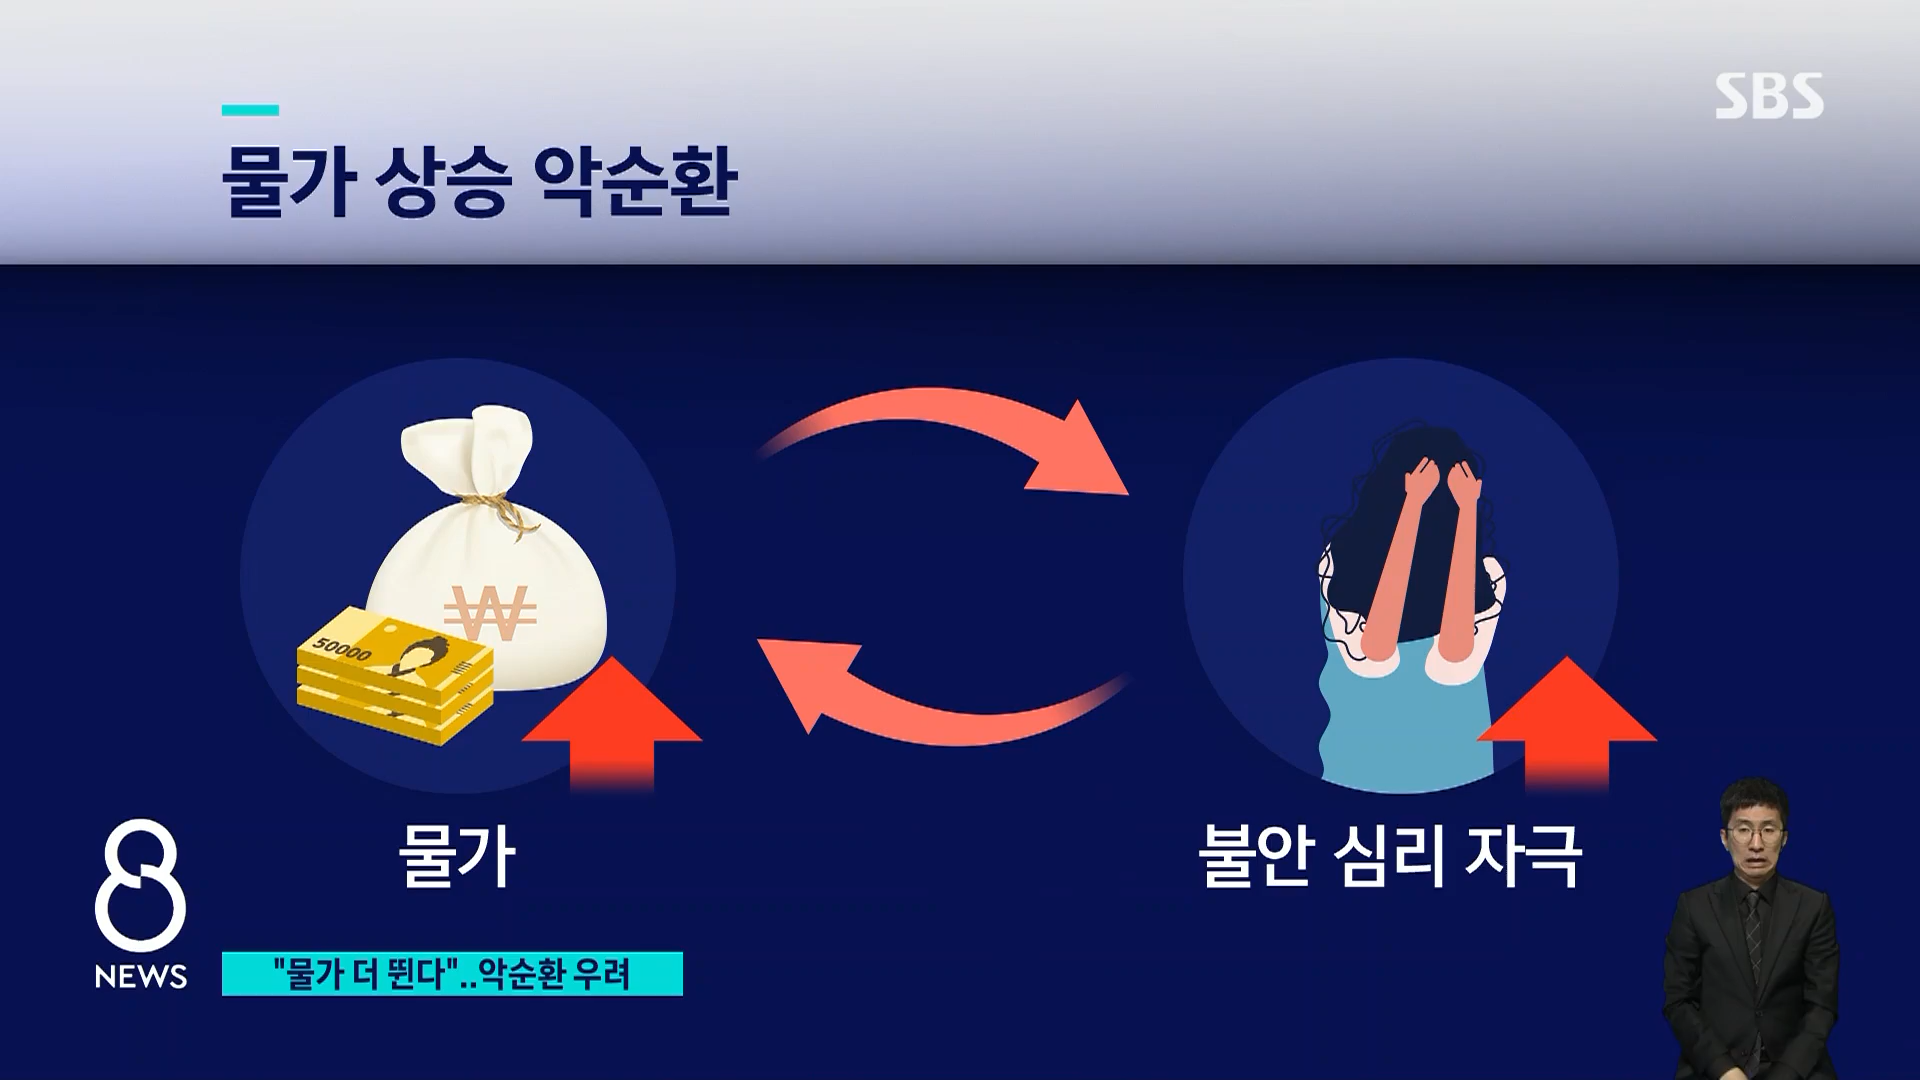 SBS
물가 상승 악순환
₩
50000
물가
불안 심리 자극
8
NEWS
"물가 더 뛴다"..악순환 우려